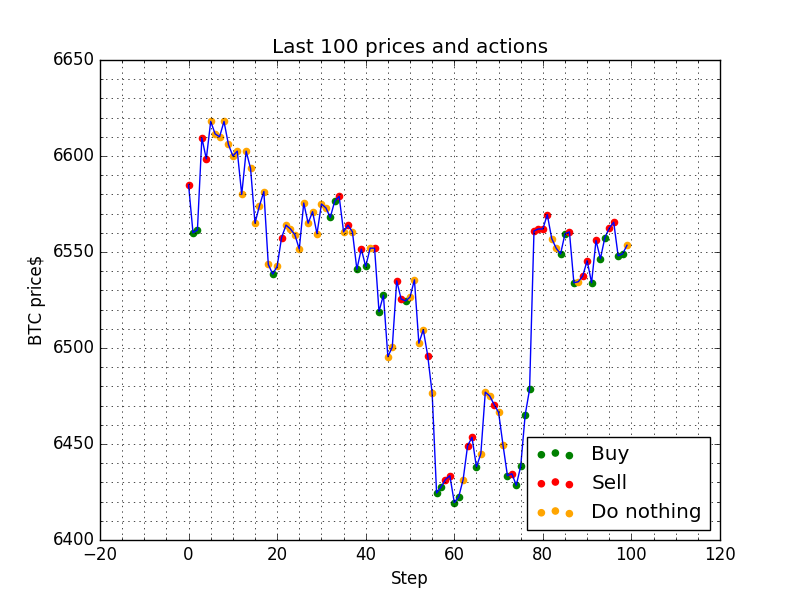 Last 100 prices and actions
6650
6600
6550
6500
6450
6400
BTC price$
Buy
Sell
Do nothing
−20 0 20 40 60 80 100 120
Step